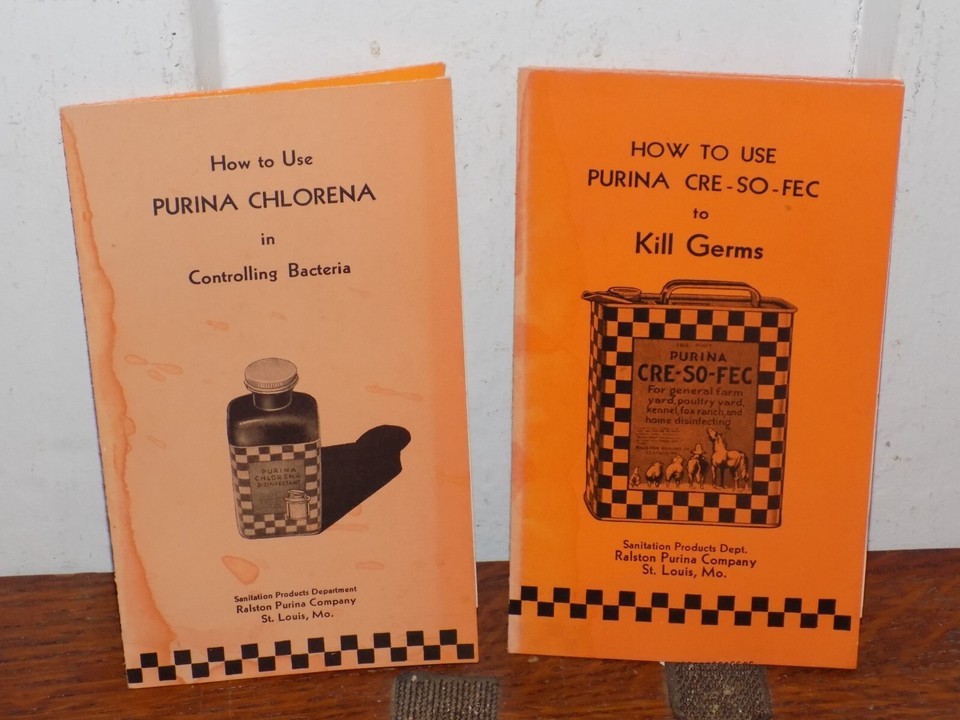 How to Use
PURINA CHLORENA
in
Controlling Bacteria
PURINA
CHLORENA
DISINFECTANT
Sanitation Products Department
Ralston Purina Company
St. Louis, Mo.
HOW TO USE
PURINA CRE-SO-FEC
to
Kill Germs
PURINA
CRE-SO-FEC
For general farm
yard, poultry yard,
kennel, fox ranch, and
home disinfecting
Sanitation Products Dept.
Ralston Purina Company
St. Louis, Mo.